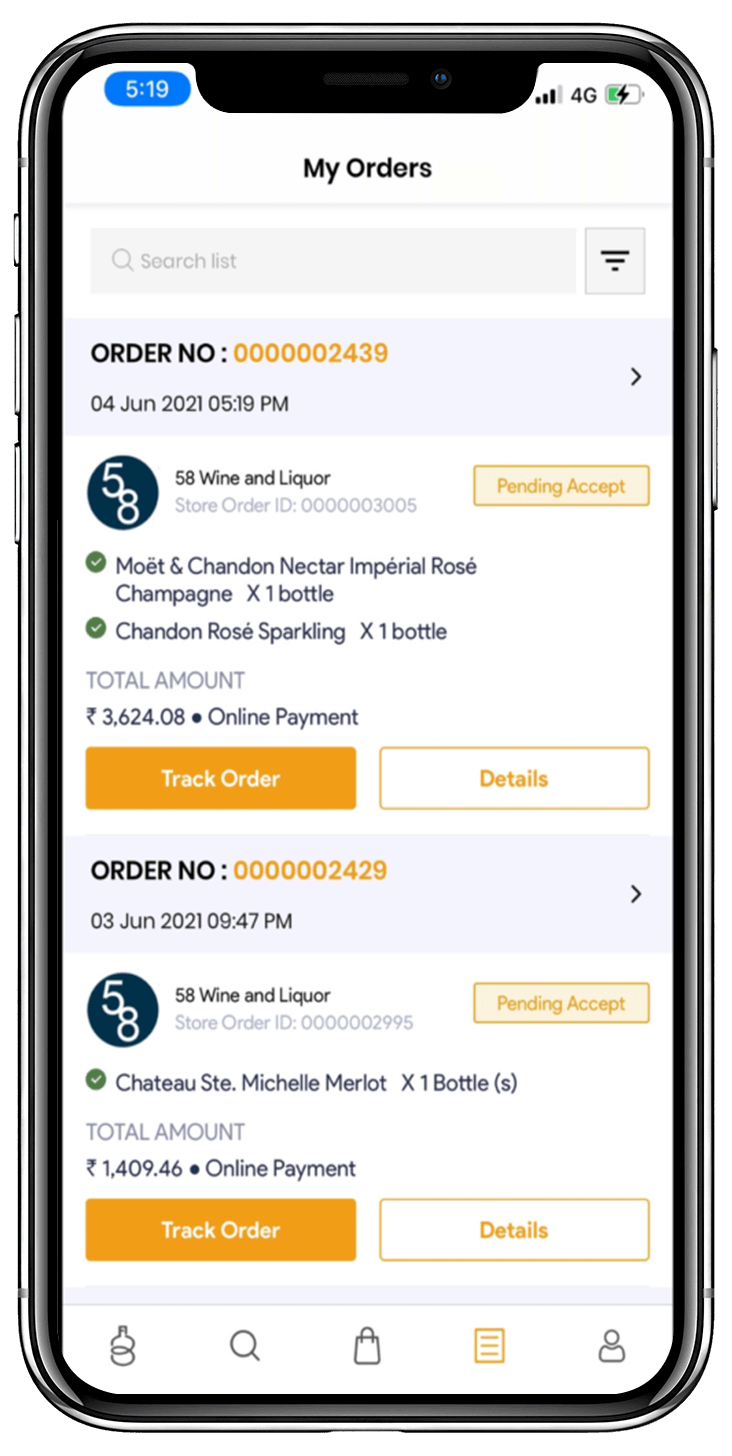 5:19
4G
My Orders
Search list
ORDER NO : 0000002439
04 Jun 2021 05:19 PM
58
58 Wine and Liquor
Pending Accept
Store Order ID: 0000003005
Moët & Chandon Nectar Impérial Rosé
Champagne X 1 bottle
Chandon Rosé Sparkling X 1 bottle
TOTAL AMOUNT
₹ 3,624.08 ● Online Payment
Track Order
Details
ORDER NO : 0000002429
03 Jun 2021 09:47 PM
58
58 Wine and Liquor
Pending Accept
Store Order ID: 0000002995
Chateau Ste. Michelle Merlot X 1 Bottle (s)
TOTAL AMOUNT
₹ 1,409.46 ● Online Payment
Track Order
Details